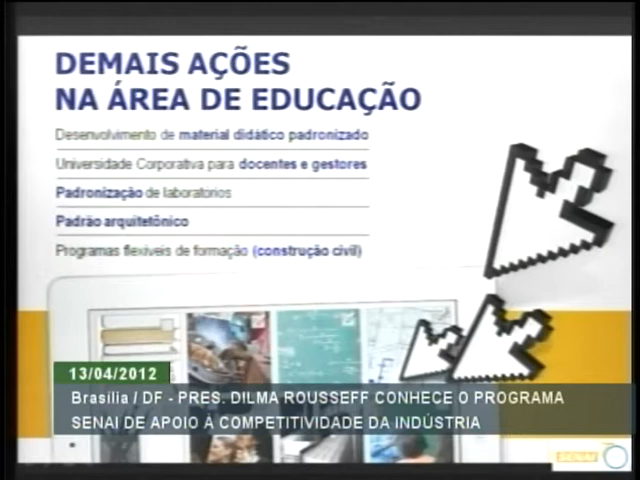 DEMAIS AÇÕES
NA ÁREA DE EDUCAÇÃO
Desenvolvimento de material didático padronizado
Universidade Corporativa para docentes e gestores
Padronização de laboratorios
Padrão arquitetônico
Programas flexíveis de formação (construção civil)
13/04/2012
Brasília / DF - PRES. DILMA ROUSSEFF CONHECE O PROGRAMA
SENAI DE APOIO À COMPETITIVIDADE DA INDÚSTRIA
SENAI